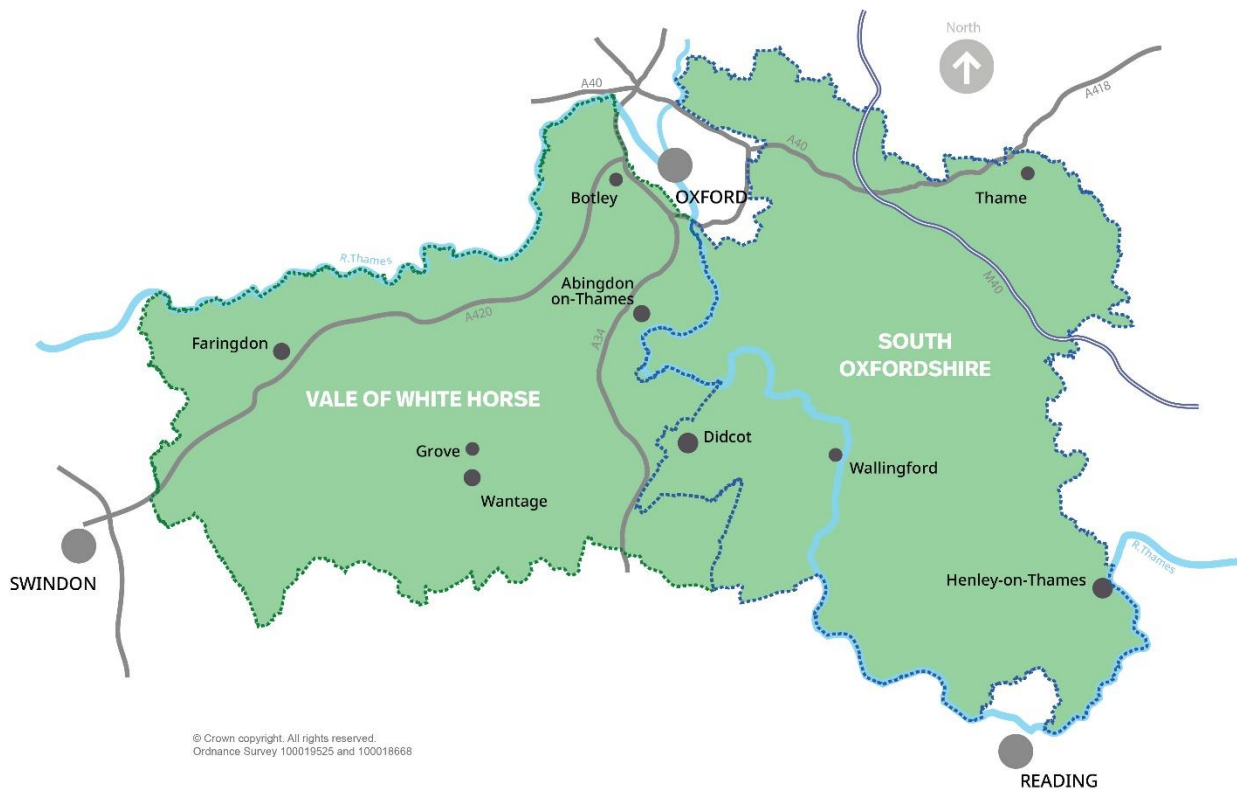 North
A40
A418
A40
Thame
Botley
OXFORD
R.Thames
M40
Abingdon
on-Thames
A420
A34
Faringdon
SOUTH
OXFORDSHIRE
VALE OF WHITE HORSE
Didcot
Grove
Wallingford
Wantage
R.Thames
SWINDON
Henley-on-Thames
© Crown copyright. All rights reserved.
Ordnance Survey 100019525 and 100018668
READING